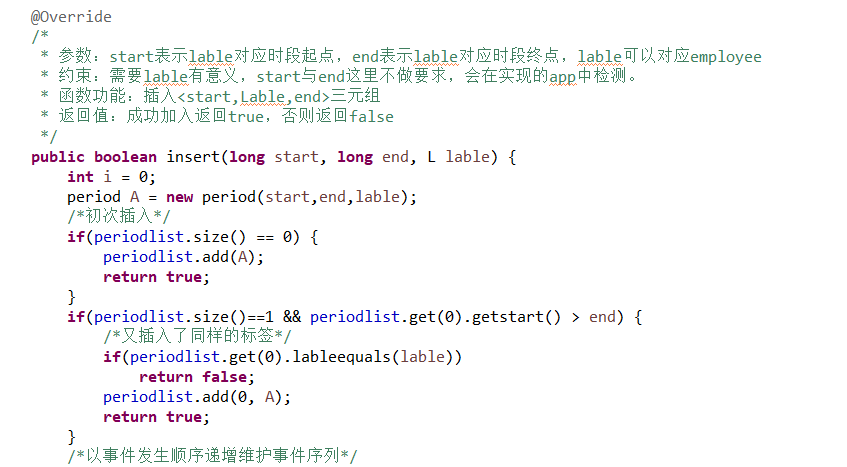 @Override
/*
 * 参数：start表示lable对应时段起点，end表示lable对应时段终点，lable可以对应employee
 * 约束：需要lable有意义，start与end这里不做要求，会在实现的app中检测。
 * 函数功能：插入<start,Lable,end>三元组
 * 返回值：成功加入返回true，否则返回false
 */
public boolean insert(long start, long end, L lable) {
    int i = 0;
    period A = new period(start,end,lable);
    /*初次插入*/
    if(periodlist.size() == 0) {
        periodlist.add(A);
        return true;
    }
    if(periodlist.size()==1 && periodlist.get(0).getstart() > end) {
        /*又插入了同样的标签*/
        if(periodlist.get(0).lableequals(lable))
            return false;
        periodlist.add(0, A);
        return true;
    }
    /*以事件发生顺序递增维护事件序列*/